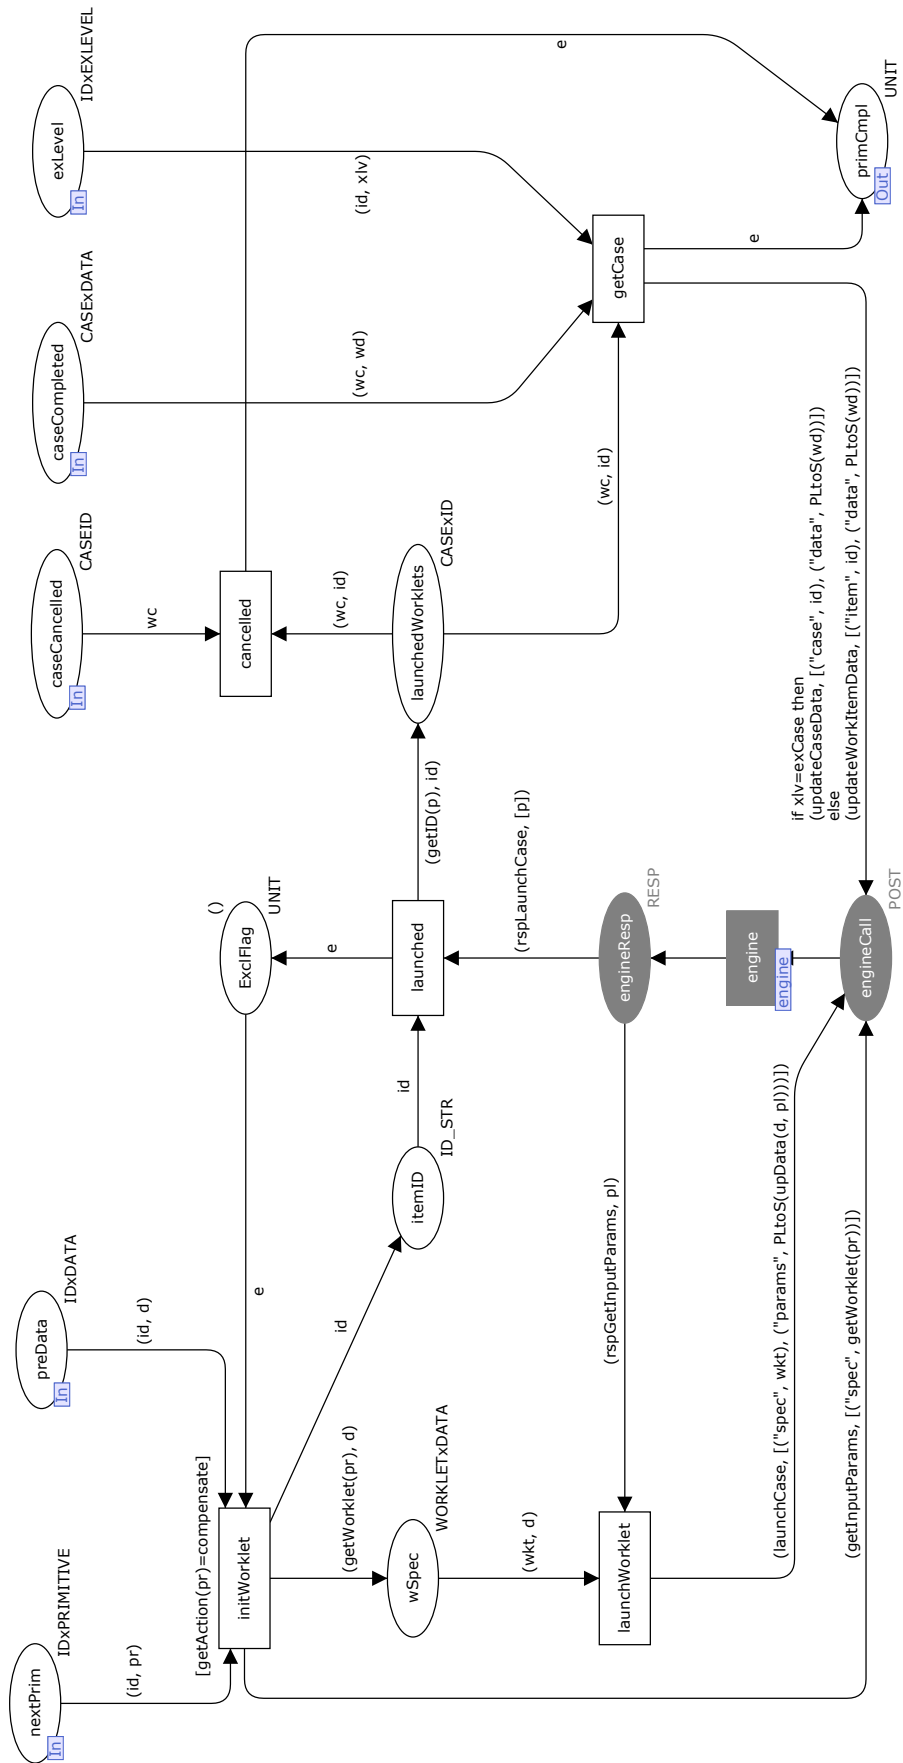 nextPrim
In
IDxPRIMITIVE
(id, pr)
preData
In
IDxDATA
(id, d)
caseCancelled
In
CASEID
wc
caseCompleted
In
CASExDATA
(wc, wd)
exLevel
In
IDxEXLEVEL
(id, xlv)
[getAction(pr)=compensate]
initWorklet
e
ExclFlag
()
UNIT
e
cancelled
e
(wc, id)
(getWorklet(pr), d)
id
wSpec
WORKLETxDATA
(wkt, d)
itemID
ID_STR
id
launched
(getID(p), id)
launchedWorklets
CASExID
(wc, id)
getCase
e
launchWorklet
(rspGetInputParams, pl)
engineResp
RESP
(rspLaunchCase, [p])
engine
engine
(launchCase, [("spec", wkt), ("params", PLtoS(upData(d, pl)))])
(getInputParams, [("spec", getWorklet(pr))])
engineCall
POST
if xlv=exCase then
(updateCaseData, [("case", id), ("data", PLtoS(wd))])
else
(updateWorkItemData, [("item", id), ("data", PLtoS(wd))])
primCmpl
Out
UNIT